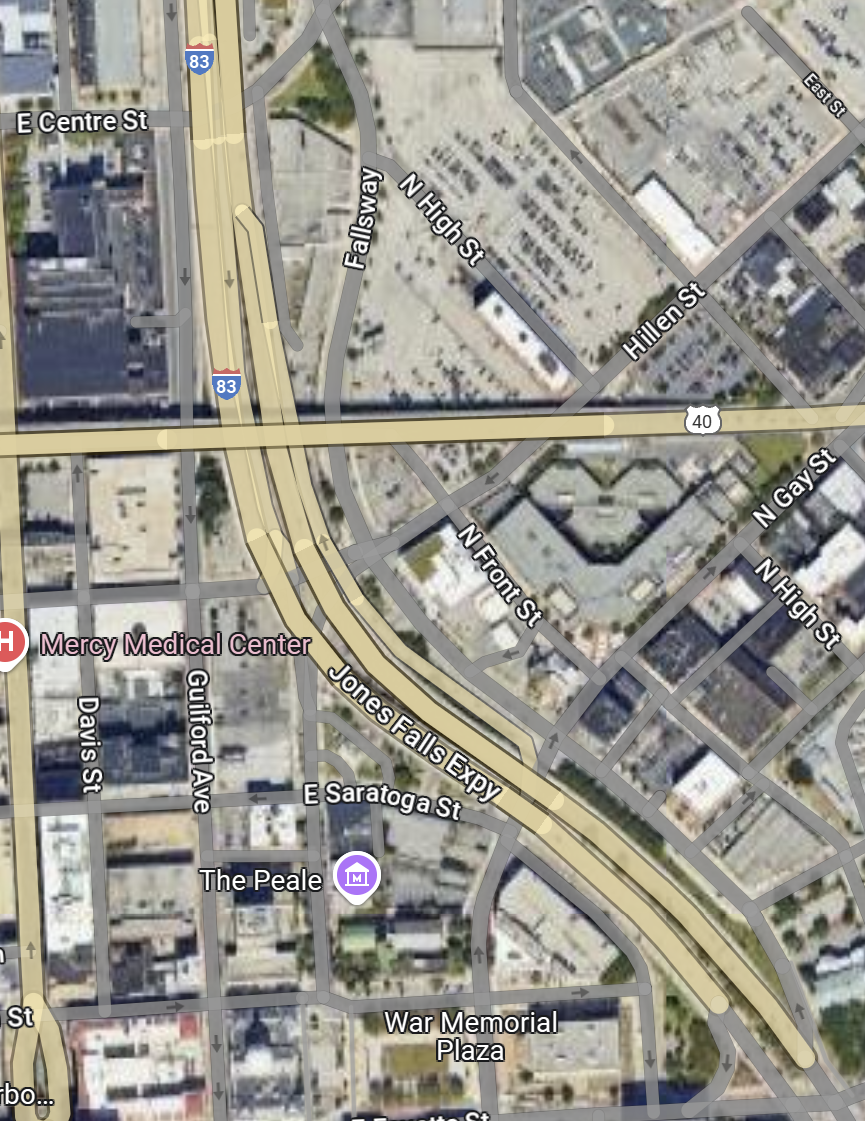 83
E Centre St
East St
Fallsway
N High St
Hillen St
83
40
N Gay St
N Front St
N High St
H
Mercy Medical Center
Davis St
Guilford Ave
Jones Falls Expy
E Saratoga St
The Peale
M
War Memorial
Plaza
St
rbo...